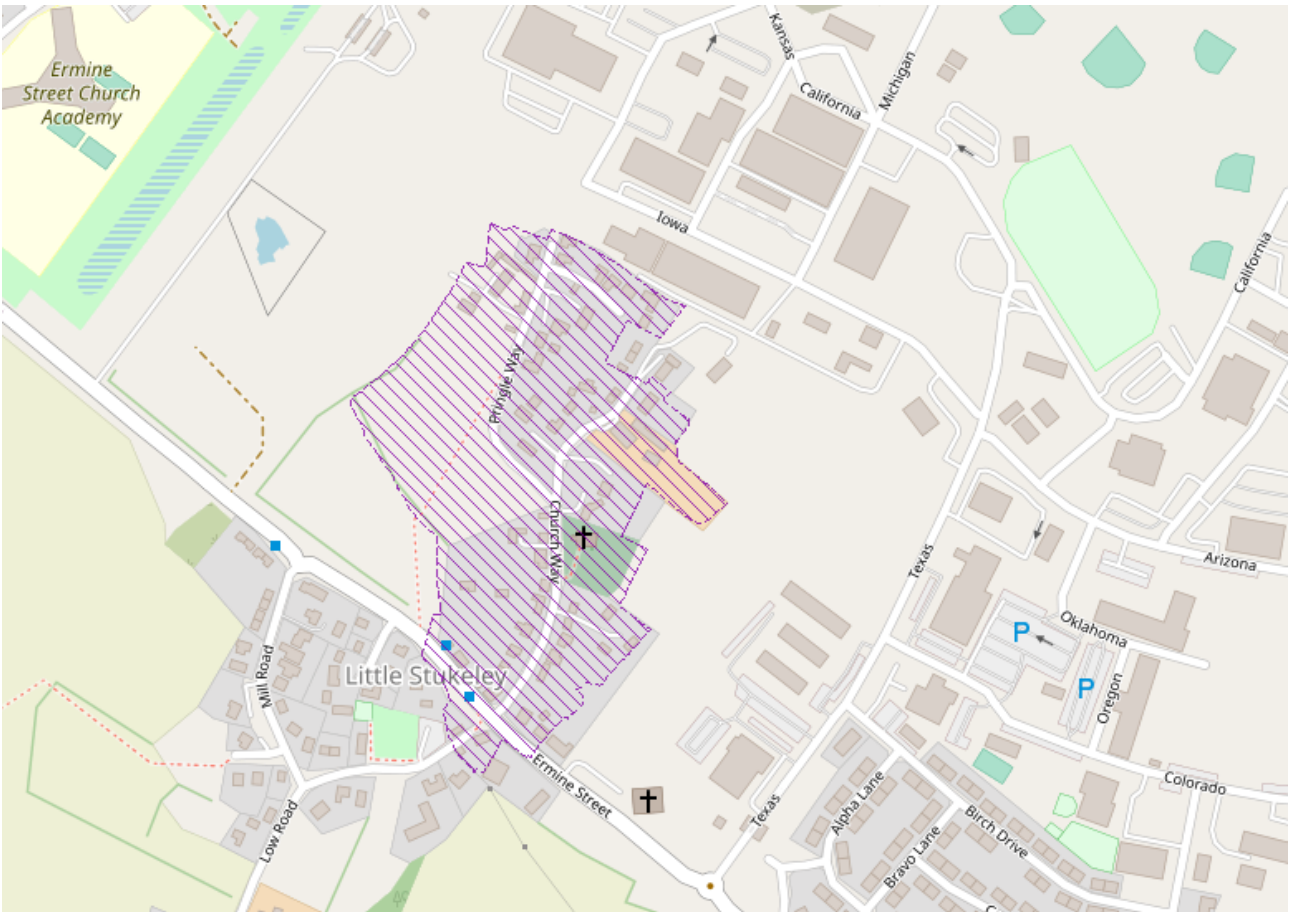 Ermine
Street Church
Academy
Kansas
California
Michigan
Iowa
California
Pringle Way
Church Way
Texas
Arizona
Oklahoma
P
P
Oregon
Mill Road
Little Stukeley
Ermine Street
Low Road
Texas
Alpha Lane
Bravo Lane
Birch Drive
Colorado